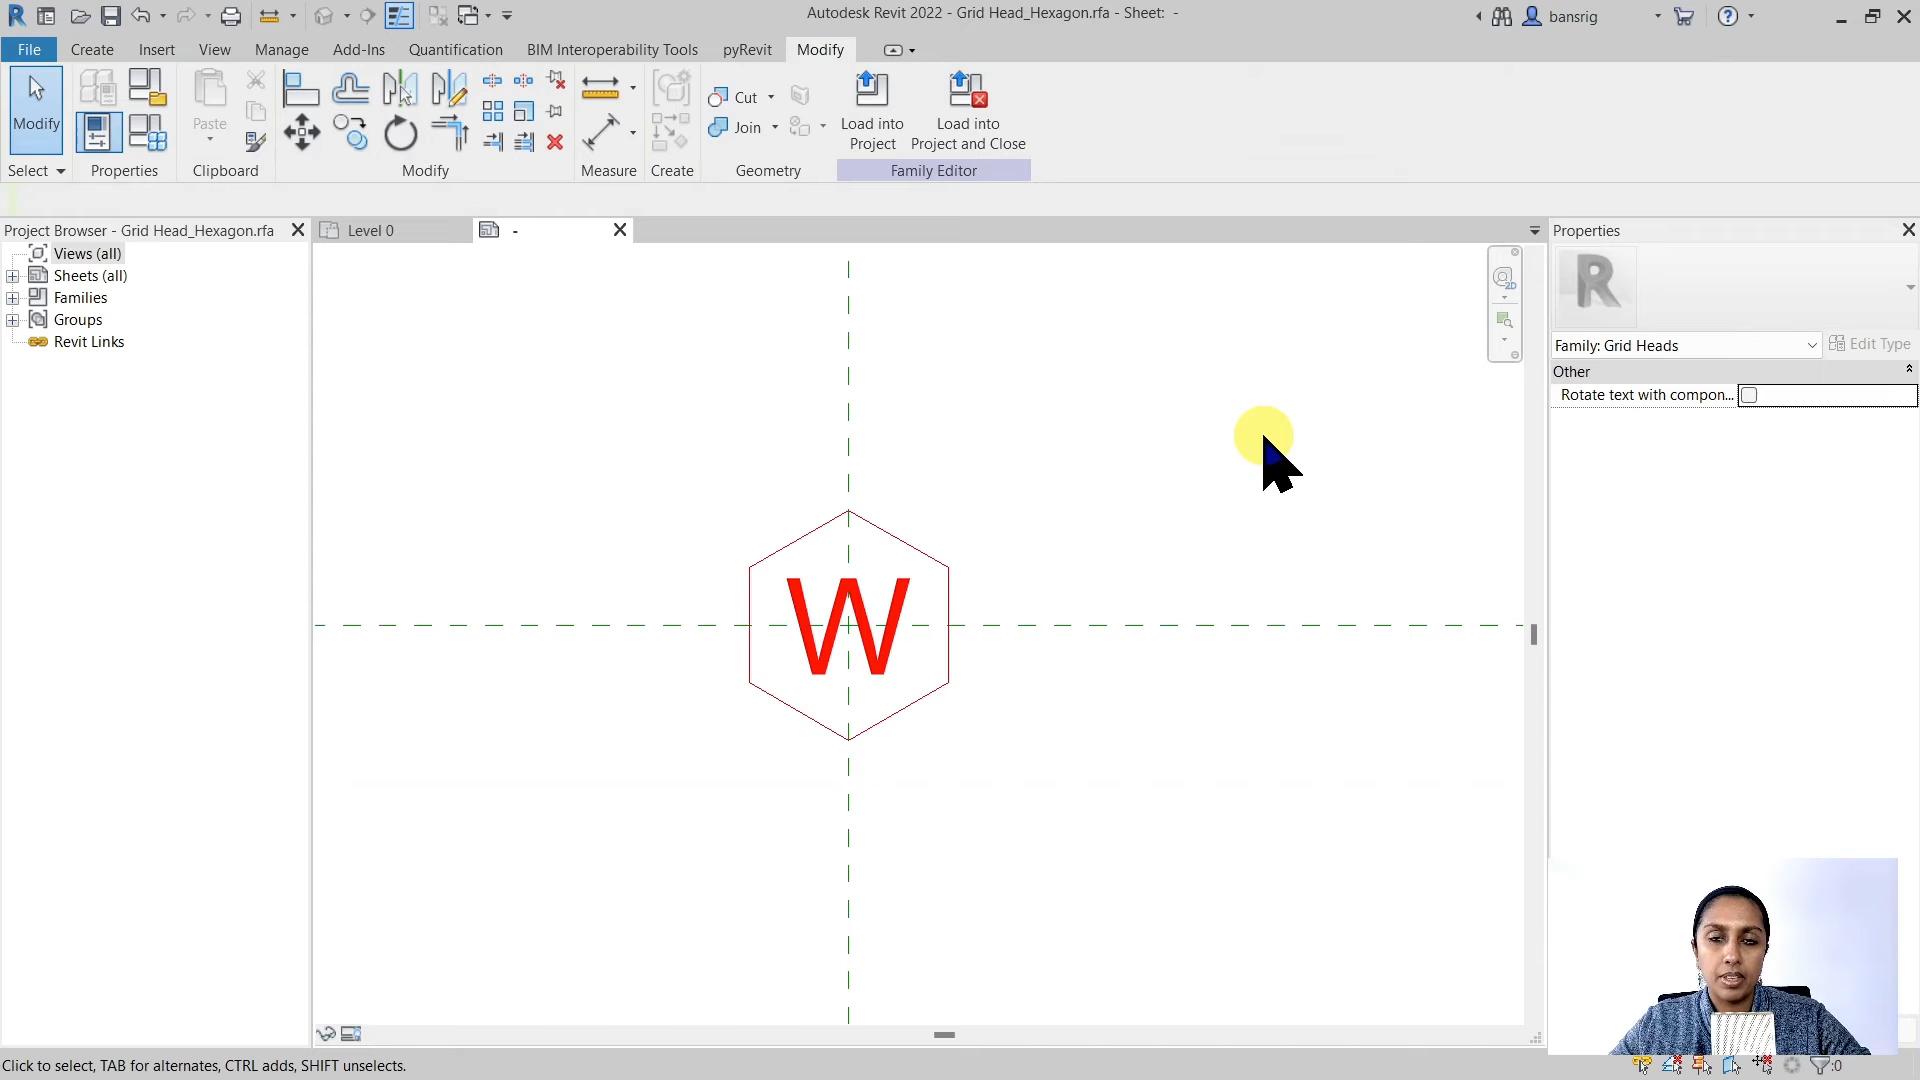 Autodesk Revit 2022 - Grid Head_Hexagon.rfa - Sheet: -
bansrig
File
Create
Insert
View
Manage
Add-Ins
Quantification
BIM Interoperability Tools
pyRevit
Modify
Modify
Paste
Cut
Join
Load into
Project
Load into
Project and Close
Select
Properties
Clipboard
Modify
Measure
Create
Geometry
Family Editor
Project Browser - Grid Head_Hexagon.rfa
Level 0
-
Properties
Views (all)
Sheets (all)
Families
Groups
Revit Links
2D
R
Family: Grid Heads
Edit Type
Other
Rotate text with compon...
W
Click to select, TAB for alternates, CTRL adds, SHIFT unselects.
:0